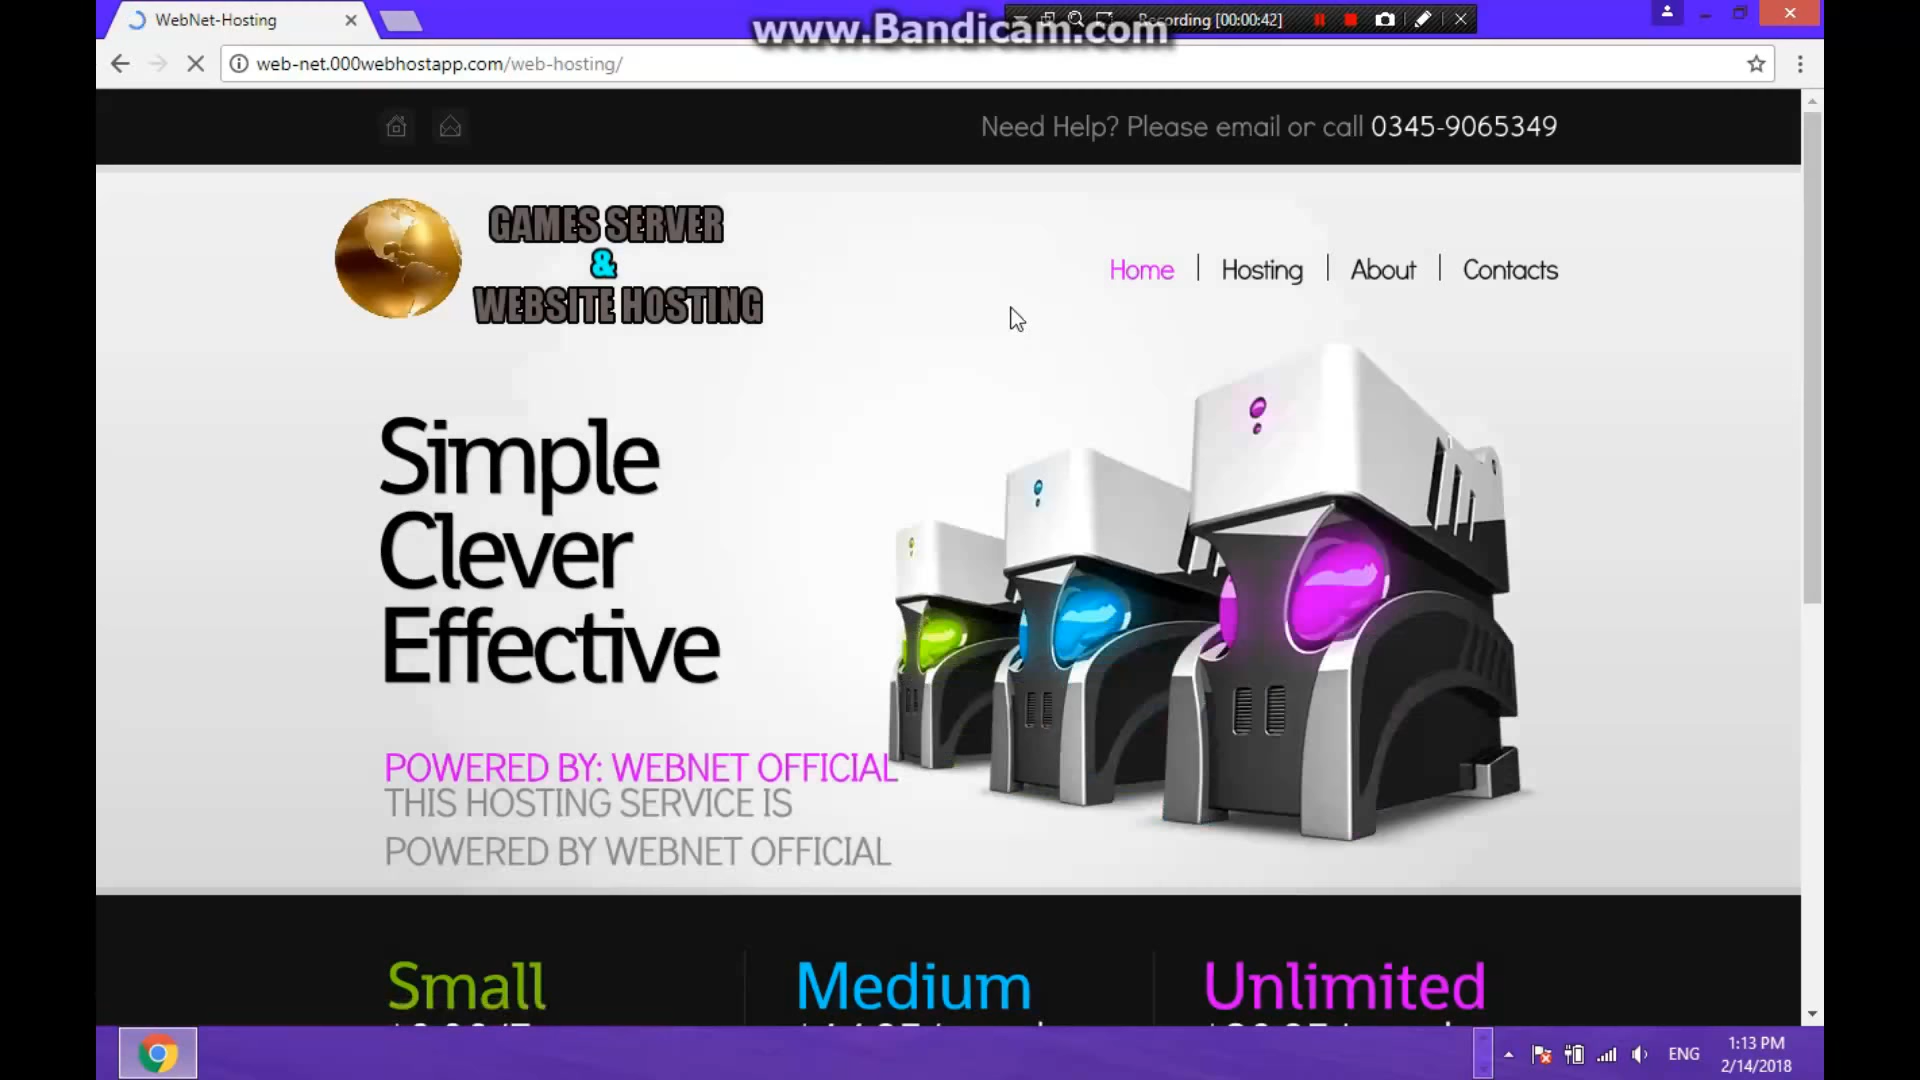 WebNet-Hosting
www.Bandicam.com
Recording [00:00:42]
web-net.000webhostapp.com/web-hosting/
Need Help? Please email or call 0345-9065349
GAMES SERVER
&
WEBSITE HOSTING
Home
Hosting
About
Contacts
Simple
Clever
Effective
POWERED BY: WEBNET OFFICIAL
THIS HOSTING SERVICE IS
POWERED BY WEBNET OFFICIAL
Small
Medium
Unlimited
ENG
1:13 PM
2/14/2018